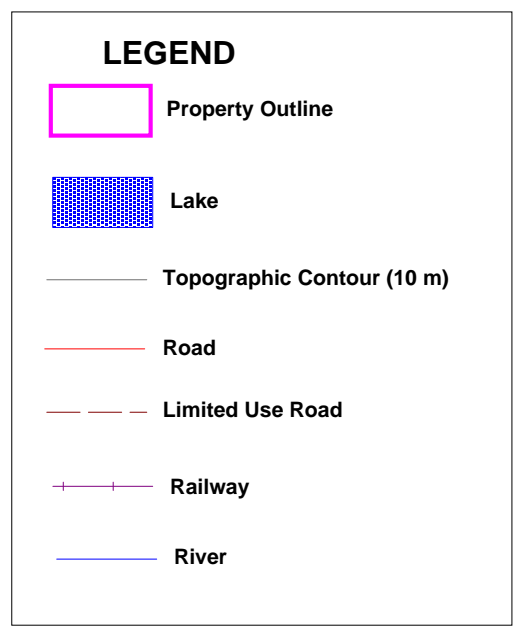 LEGEND
Property Outline
Lake
Topographic Contour (10 m)
Road
Limited Use Road
Railway
River